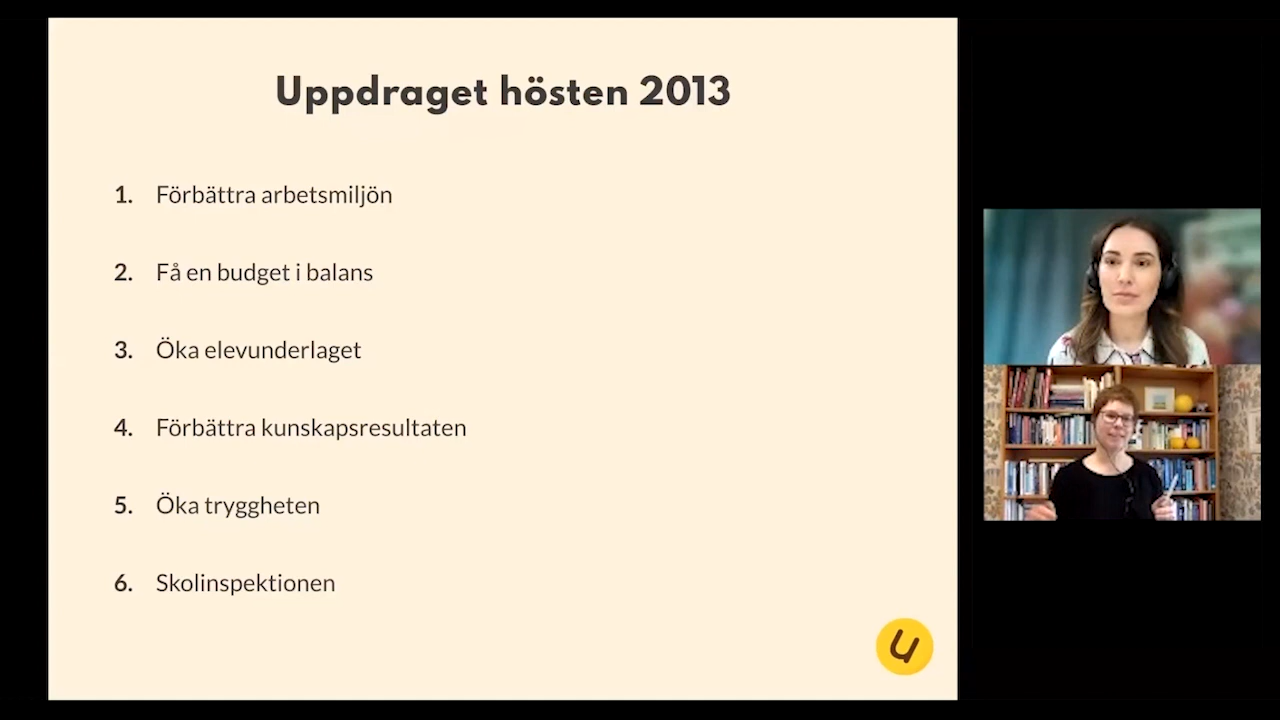 Uppdraget hösten 2013
1. Förbättra arbetsmiljön
2. Få en budget i balans
3. Öka elevunderlaget
4. Förbättra kunskapsresultaten
5. Öka tryggheten
6. Skolinspektionen
u